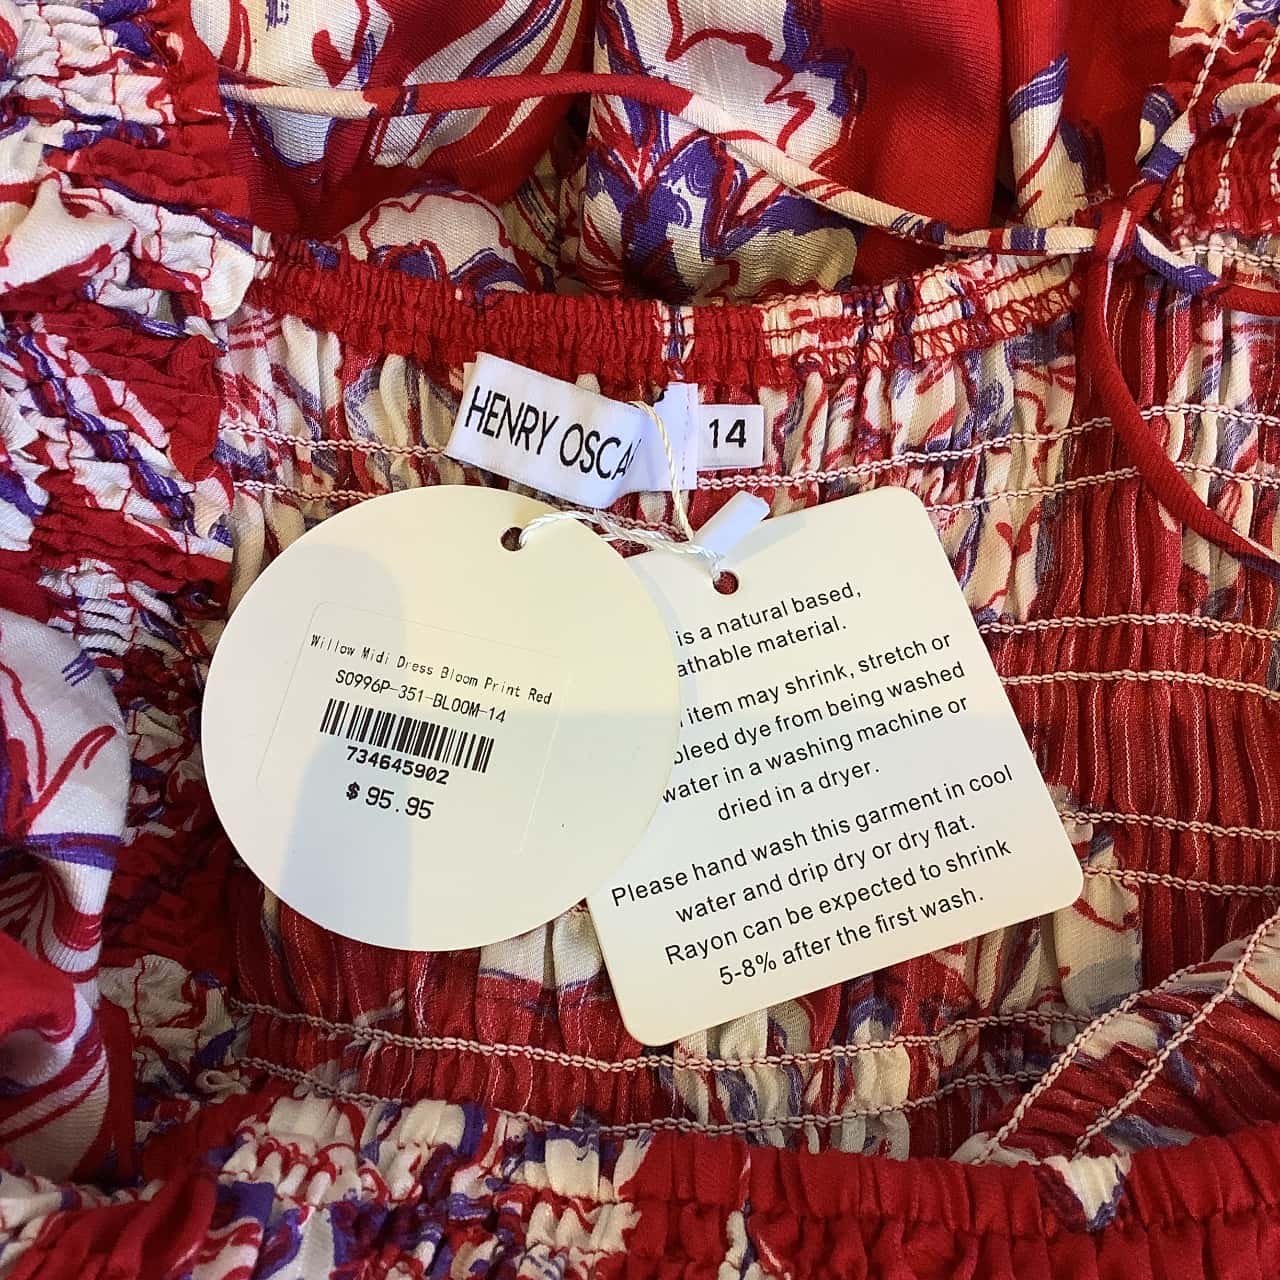 HENRY OSCA
14
Willow Midi Dress Bloom Print Red
S0996P-351-BLOOM-14
734645902
$ 95.95
is a natural based,
athable material.
item may shrink, stretch or
bleed dye from being washed
water in a washing machine or
dried in a dryer.
Please hand wash this garment in cool
water and drip dry or dry flat.
Rayon can be expected to shrink
5-8% after the first wash.